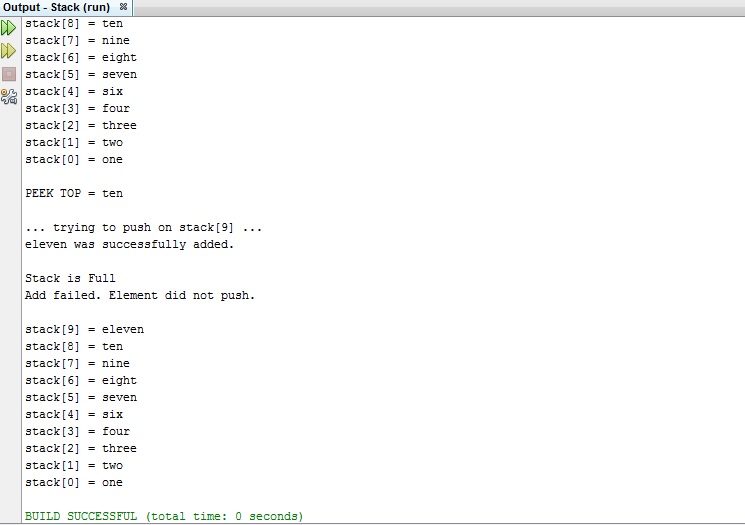 Output - Stack (run)
stack[8] = ten
stack[7] = nine
stack[6] = eight
stack[5] = seven
stack[4] = six
stack[3] = four
stack[2] = three
stack[1] = two
stack[0] = one
PEEK TOP = ten
... trying to push on stack[9] ...
eleven was successfully added.
Stack is Full
Add failed. Element did not push.
stack[9] = eleven
stack[8] = ten
stack[7] = nine
stack[6] = eight
stack[5] = seven
stack[4] = six
stack[3] = four
stack[2] = three
stack[1] = two
stack[0] = one
BUILD SUCCESSFUL (total time: 0 seconds)